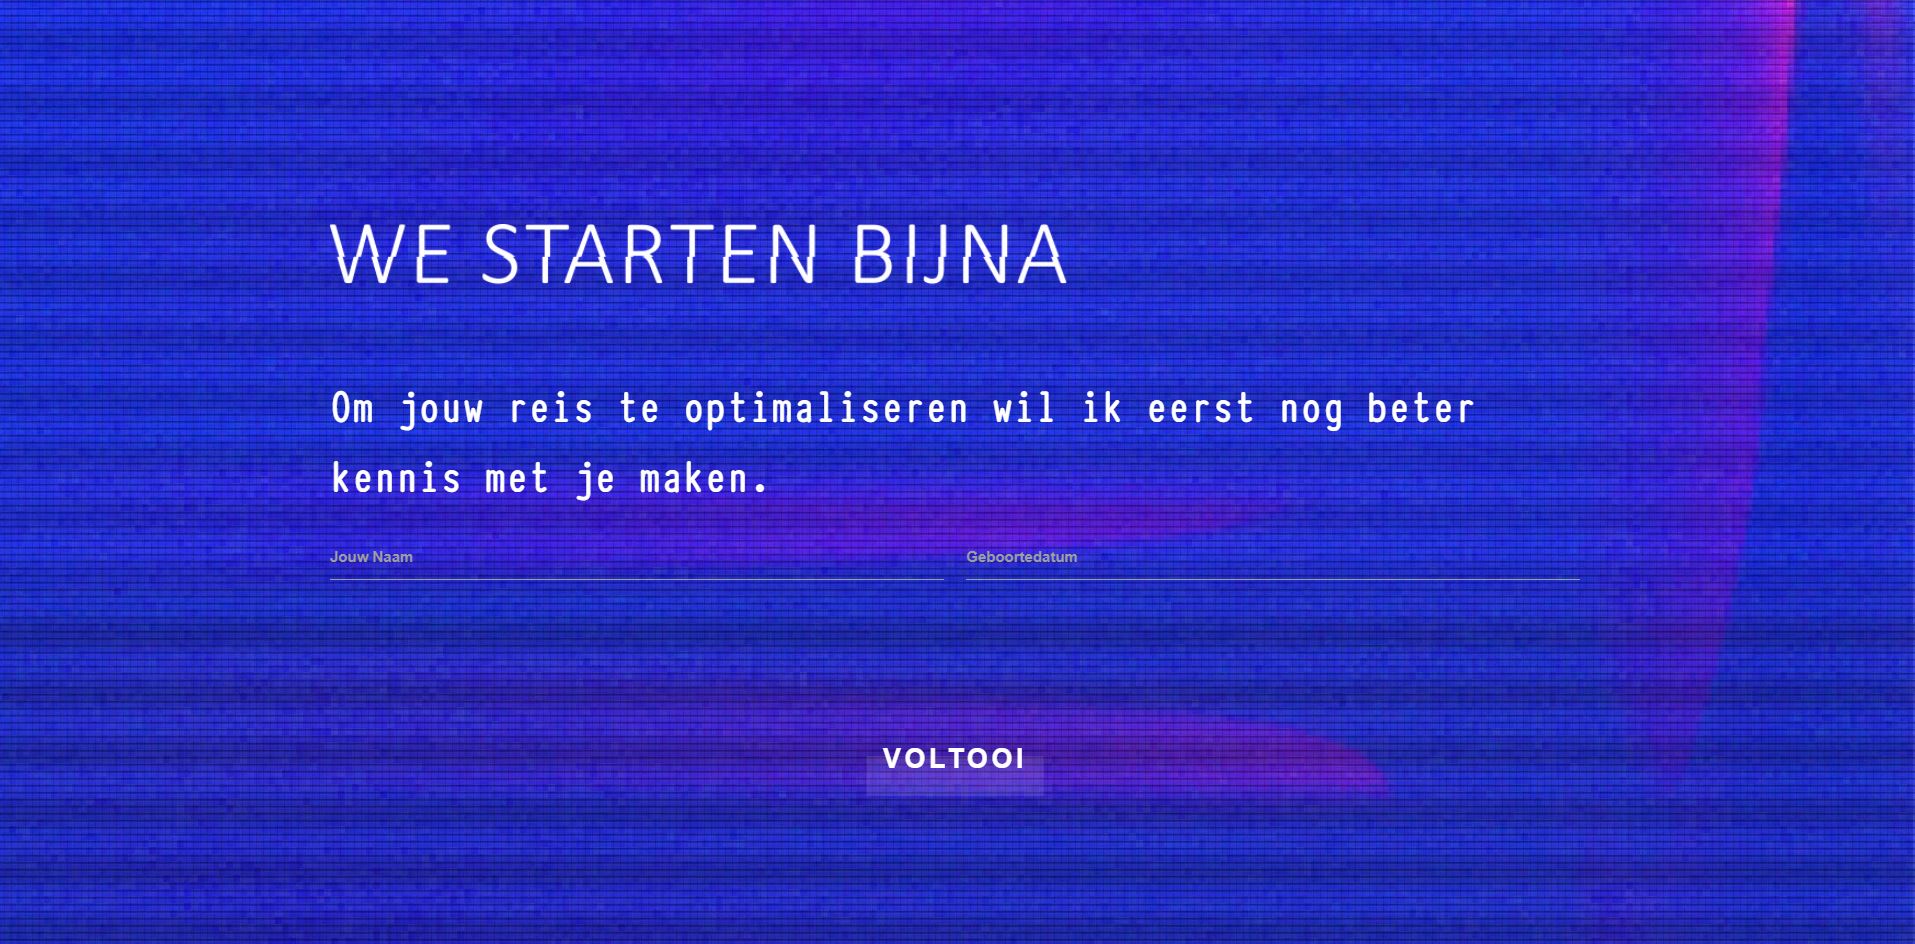 WE STARTEN BIJNA
Om jouw reis te optimaliseren wil ik eerst nog beter
kennis met je maken.
Jouw Naam
Geboortedatum
VOLTOOI